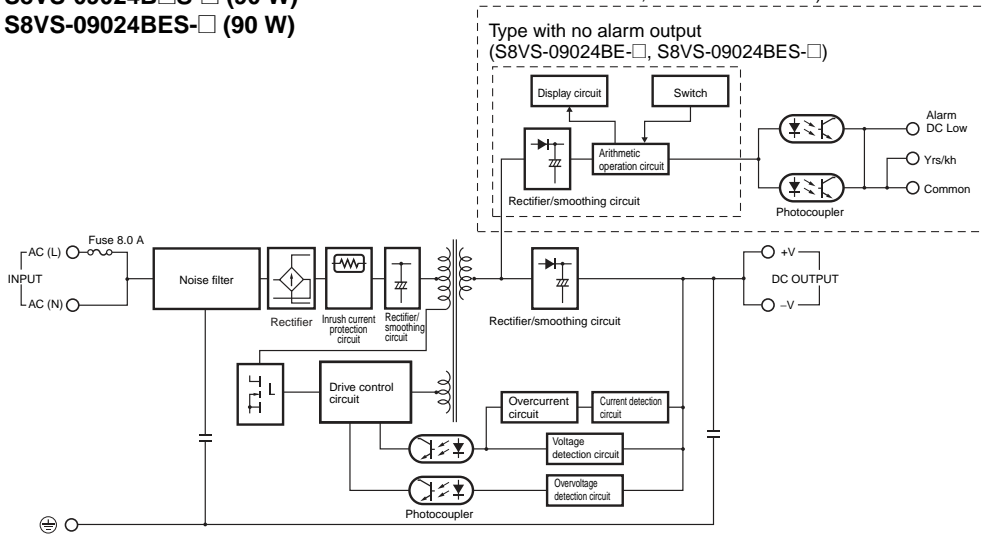 S8VS-09024BES-□ (90 W)
Type with no alarm output
(S8VS-09024BE-□, S8VS-09024BES-□)
Display circuit
Switch
Arithmetic
operation circuit
Rectifier/smoothing circuit
Alarm
DC Low
Yrs/kh
Common
Photocoupler
INPUT
AC (L)
Fuse 8.0 A
AC (N)
Noise filter
Rectifier
Inrush current
protection
circuit
Rectifier/
smoothing
circuit
Rectifier/smoothing circuit
+V
DC OUTPUT
−V
Drive control
circuit
Overcurrent
circuit
Current detection
circuit
Voltage
detection circuit
Overvoltage
detection circuit
Photocoupler